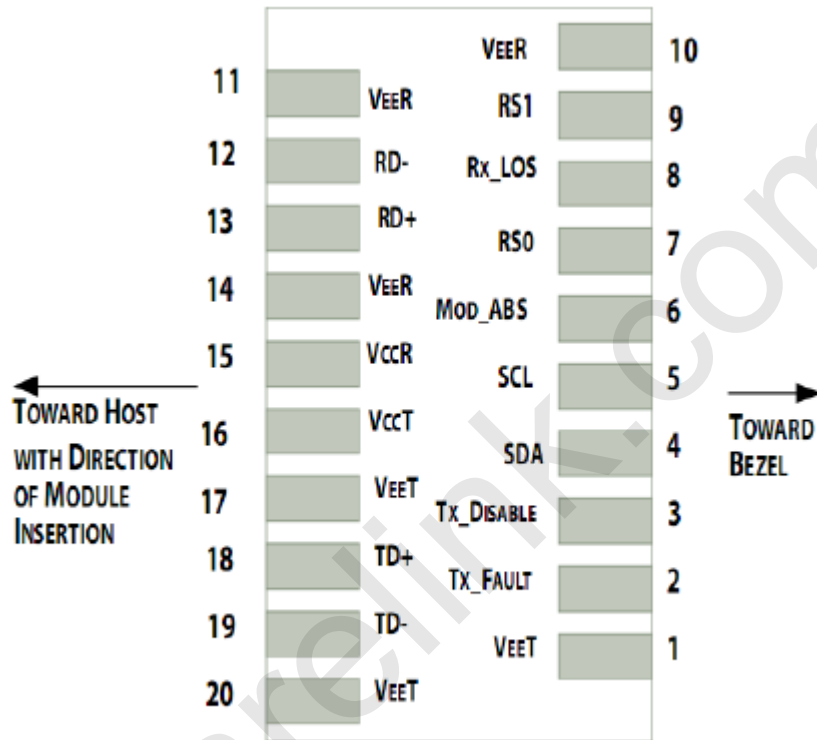 VEER 10
11 VEER
RS1 9
12 RD-
Rx_LOS 8
13 RD+
RS0 7
14 VEER
MOD_ABS 6
15 VCCR
SCL 5
TOWARD HOST
WITH DIRECTION
OF MODULE
INSERTION
16 VCCT
SDA 4
TOWARD
BEZEL
17 VEET
TX_DISABLE 3
18 TD+
TX_FAULT 2
19 TD-
VEET 1
20 VEET
erelink.com